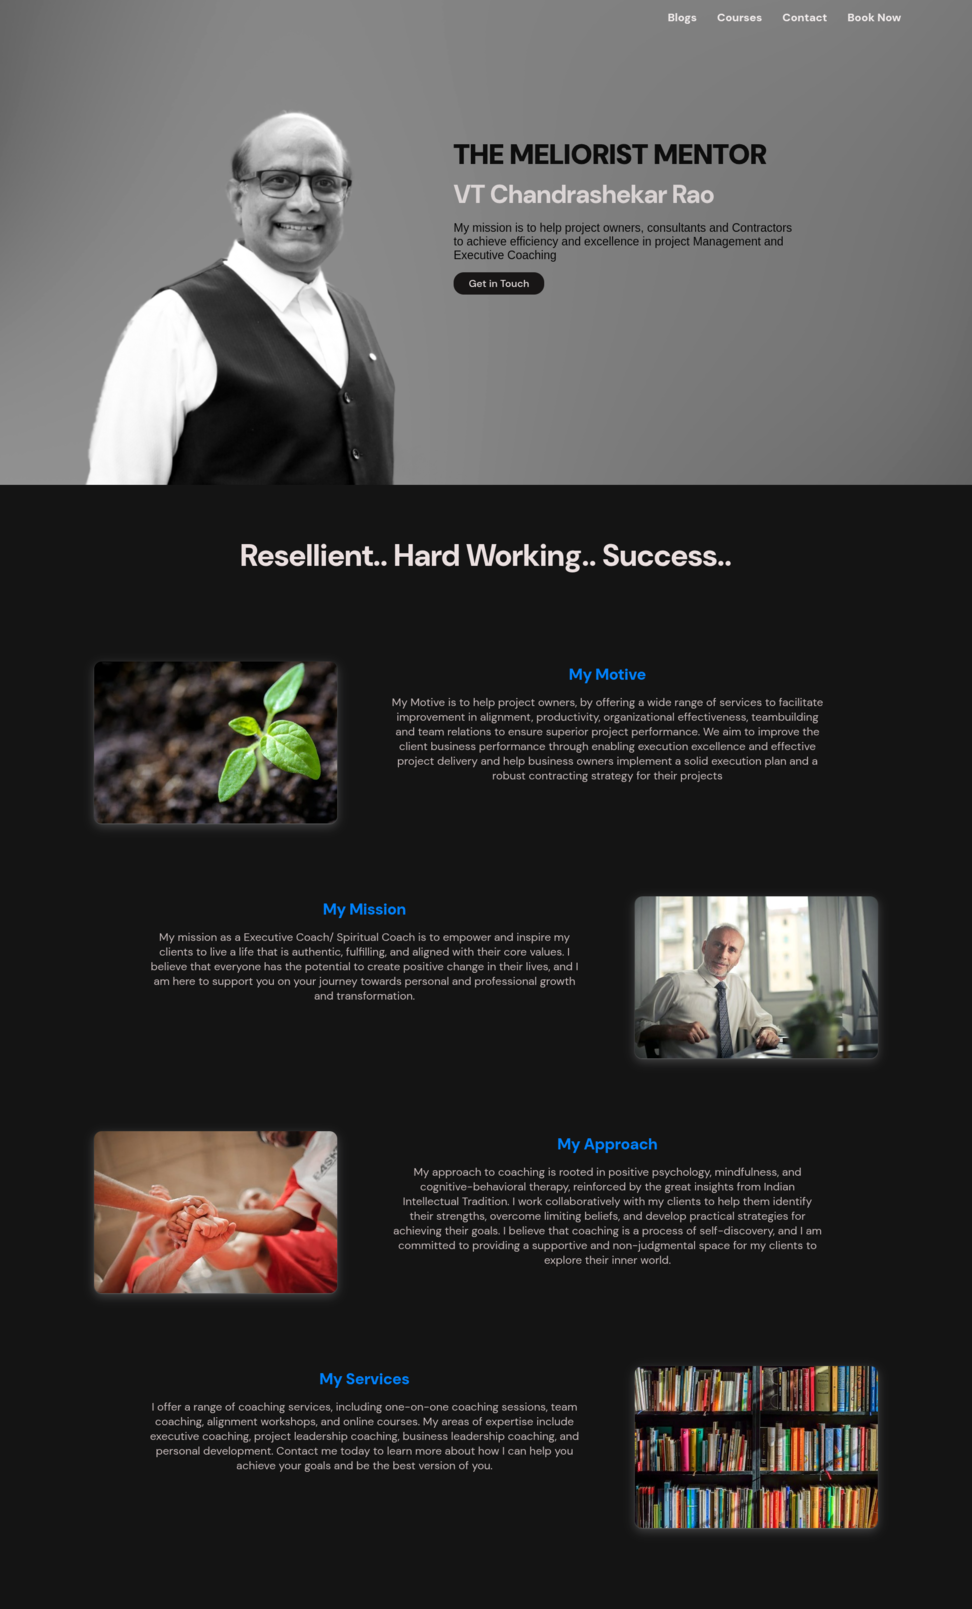 Blogs Courses Contact Book Now
THE MELIORIST MENTOR
VT Chandrashekar Rao
My mission is to help project owners, consultants and Contractors
to achieve efficiency and excellence in project Management and
Executive Coaching
Get in Touch
Resellient.. Hard Working.. Success..
My Motive
My Motive is to help project owners, by offering a wide range of services to facilitate
improvement in alignment, productivity, organizational effectiveness, teambuilding
and team relations to ensure superior project performance. We aim to improve the
client business performance through enabling execution excellence and effective
project delivery and help business owners implement a solid execution plan and a
robust contracting strategy for their projects
My Mission
My mission as a Executive Coach/ Spiritual Coach is to empower and inspire my
clients to live a life that is authentic, fulfilling, and aligned with their core values. I
believe that everyone has the potential to create positive change in their lives, and I
am here to support you on your journey towards personal and professional growth
and transformation.
My Approach
My approach to coaching is rooted in positive psychology, mindfulness, and
cognitive-behavioral therapy, reinforced by the great insights from Indian
Intellectual Tradition. I work collaboratively with my clients to help them identify
their strengths, overcome limiting beliefs, and develop practical strategies for
achieving their goals. I believe that coaching is a process of self-discovery, and I am
committed to providing a supportive and non-judgmental space for my clients to
explore their inner world.
My Services
I offer a range of coaching services, including one-on-one coaching sessions, team
coaching, alignment workshops, and online courses. My areas of expertise include
executive coaching, project leadership coaching, business leadership coaching, and
personal development. Contact me today to learn more about how I can help you
achieve your goals and be the best version of you.